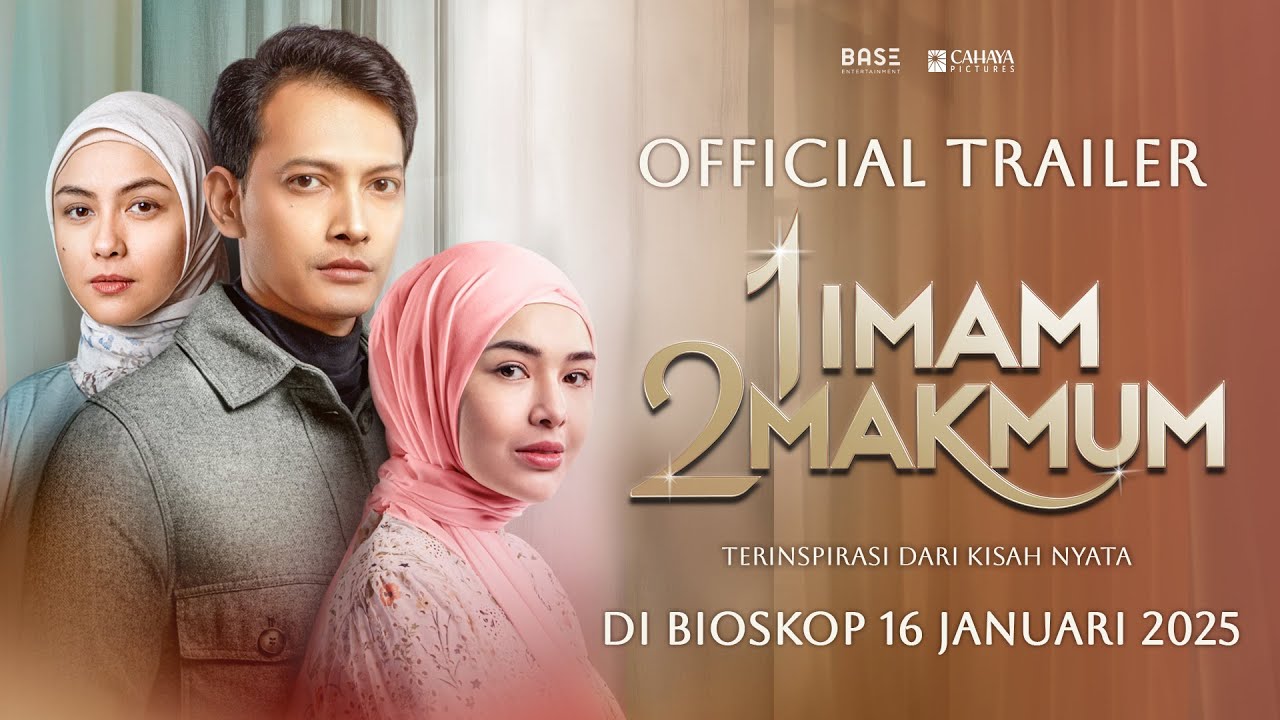 BASE
ENTERTAINMENT
CAHAYA
PICTURES
OFFICIAL TRAILER
1 IMAM
2 MAKMUM
TERINSPIRASI DARI KISAH NYATA
DI BIOSKOP 16 JANUARI 2025